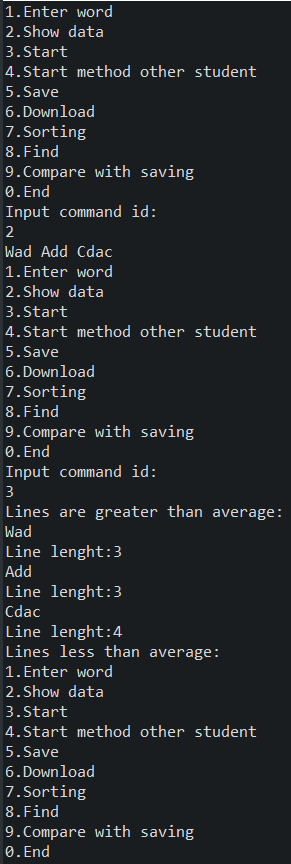 1.Enter word
2.Show data
3.Start
4.Start method other student
5.Save
6.Download
7.Sorting
8.Find
9.Compare with saving
0.End
Input command id:
2
Wad Add Cdac
1.Enter word
2.Show data
3.Start
4.Start method other student
5.Save
6.Download
7.Sorting
8.Find
9.Compare with saving
0.End
Input command id:
3
Lines are greater than average:
Wad
Line lenght:3
Add
Line lenght:3
Cdac
Line lenght:4
Lines less than average:
1.Enter word
2.Show data
3.Start
4.Start method other student
5.Save
6.Download
7.Sorting
8.Find
9.Compare with saving
0.End